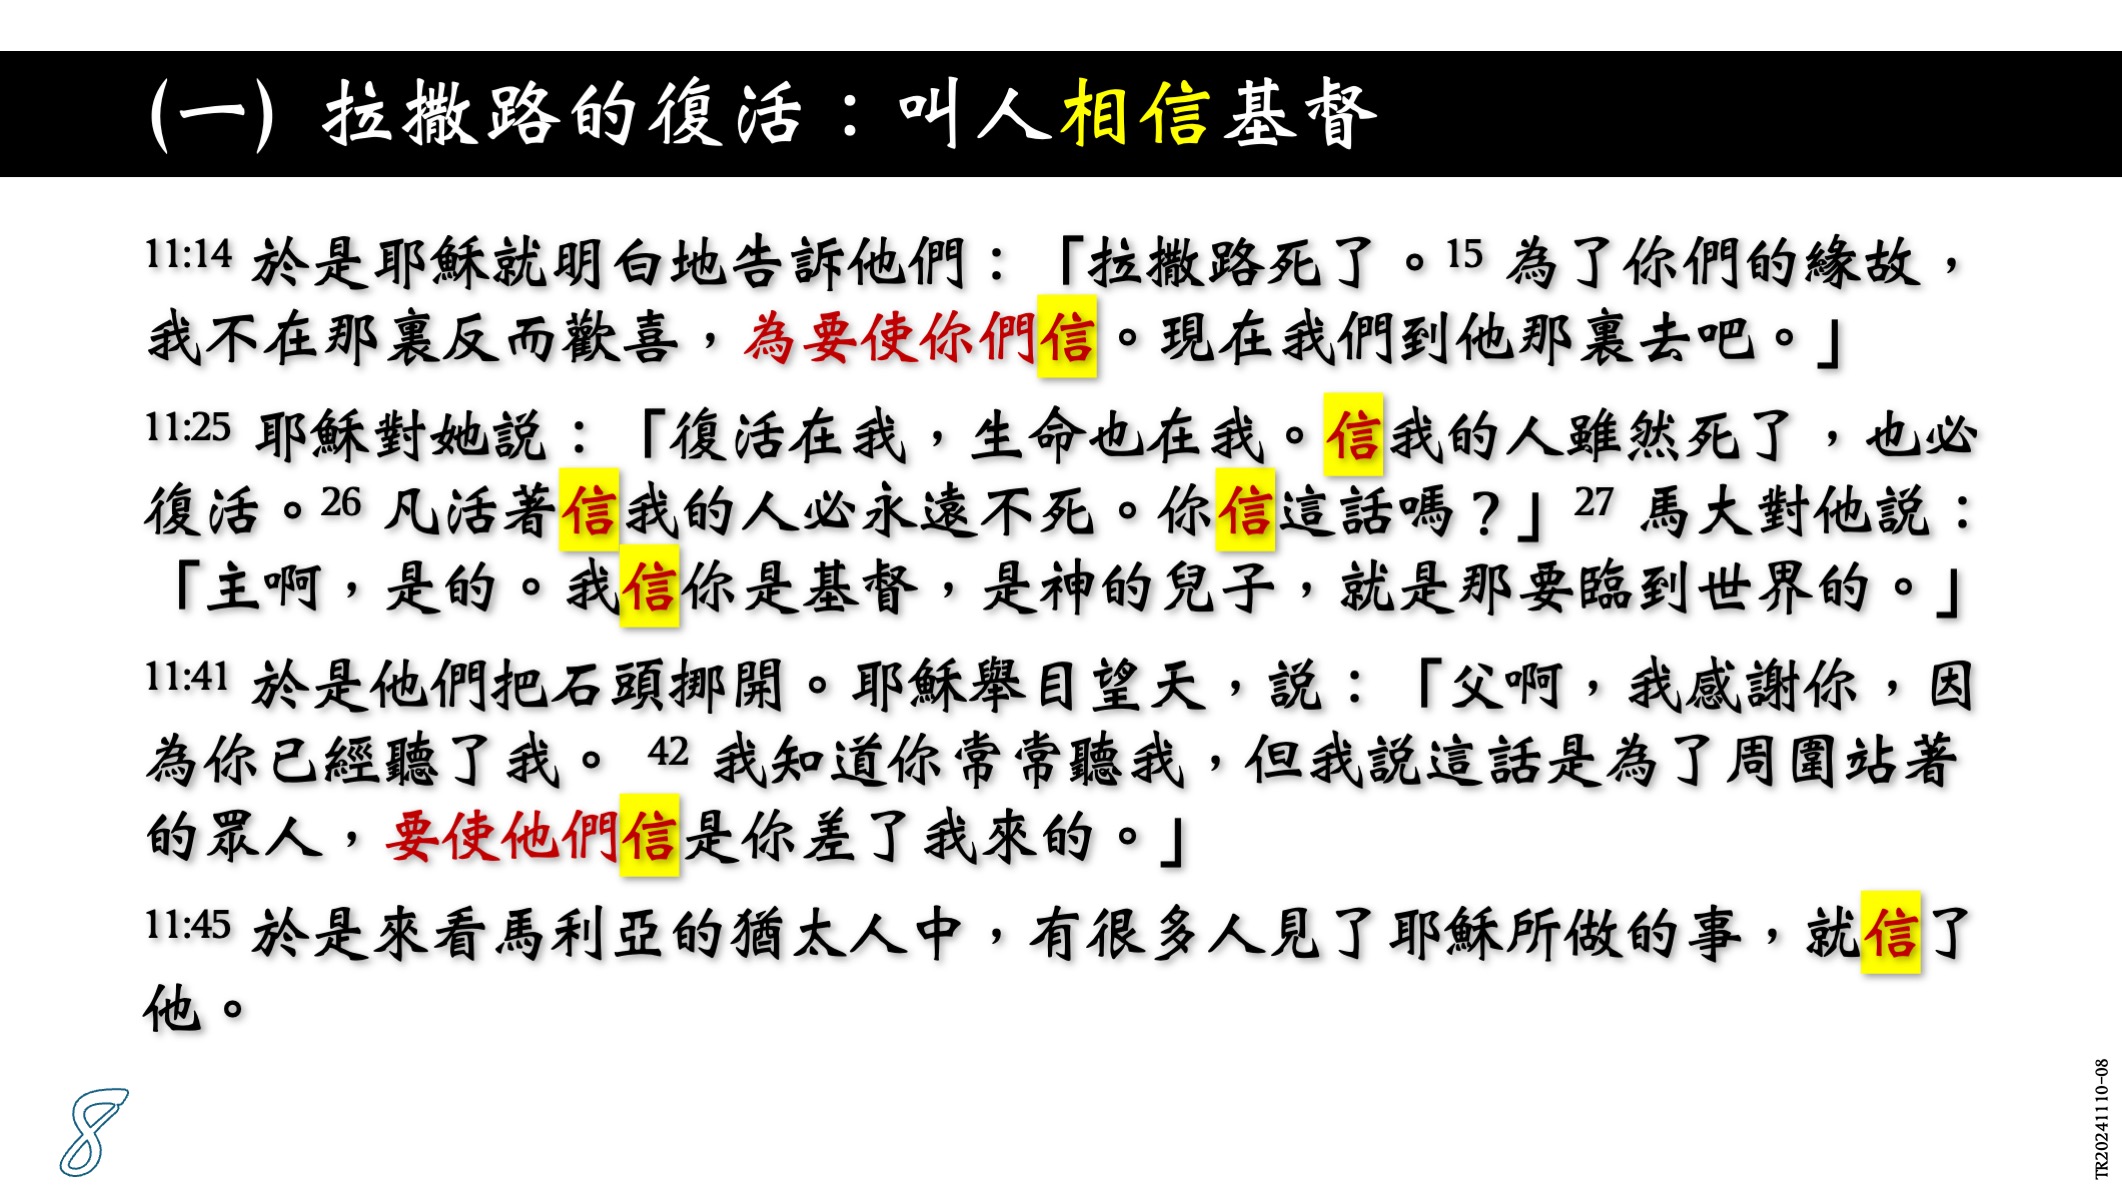 (一) 拉撒路的復活：叫人相信基督
11:14 於是耶穌就明白地告訴他們：「拉撒路死了。15 為了你們的緣故，
我不在那裏反而歡喜，為要使你們信。現在我們到他那裏去吧。」
11:25 耶穌對她說：「復活在我，生命也在我。信我的人雖然死了，也必
復活。26 凡活著信我的人必永遠不死。你信這話嗎？」27 馬大對他說：
「主啊，是的。我信你是基督，是神的兒子，就是那要臨到世界的。」
11:41 於是他們把石頭挪開。耶穌舉目望天，說：「父啊，我感謝你，因
為你已經聽了我。 42 我知道你常常聽我，但我說這話是為了周圍站著
的眾人，要使他們信是你差了我來的。」
11:45 於是來看馬利亞的猶太人中，有很多人見了耶穌所做的事，就信了
他。
8
TR20241110-08